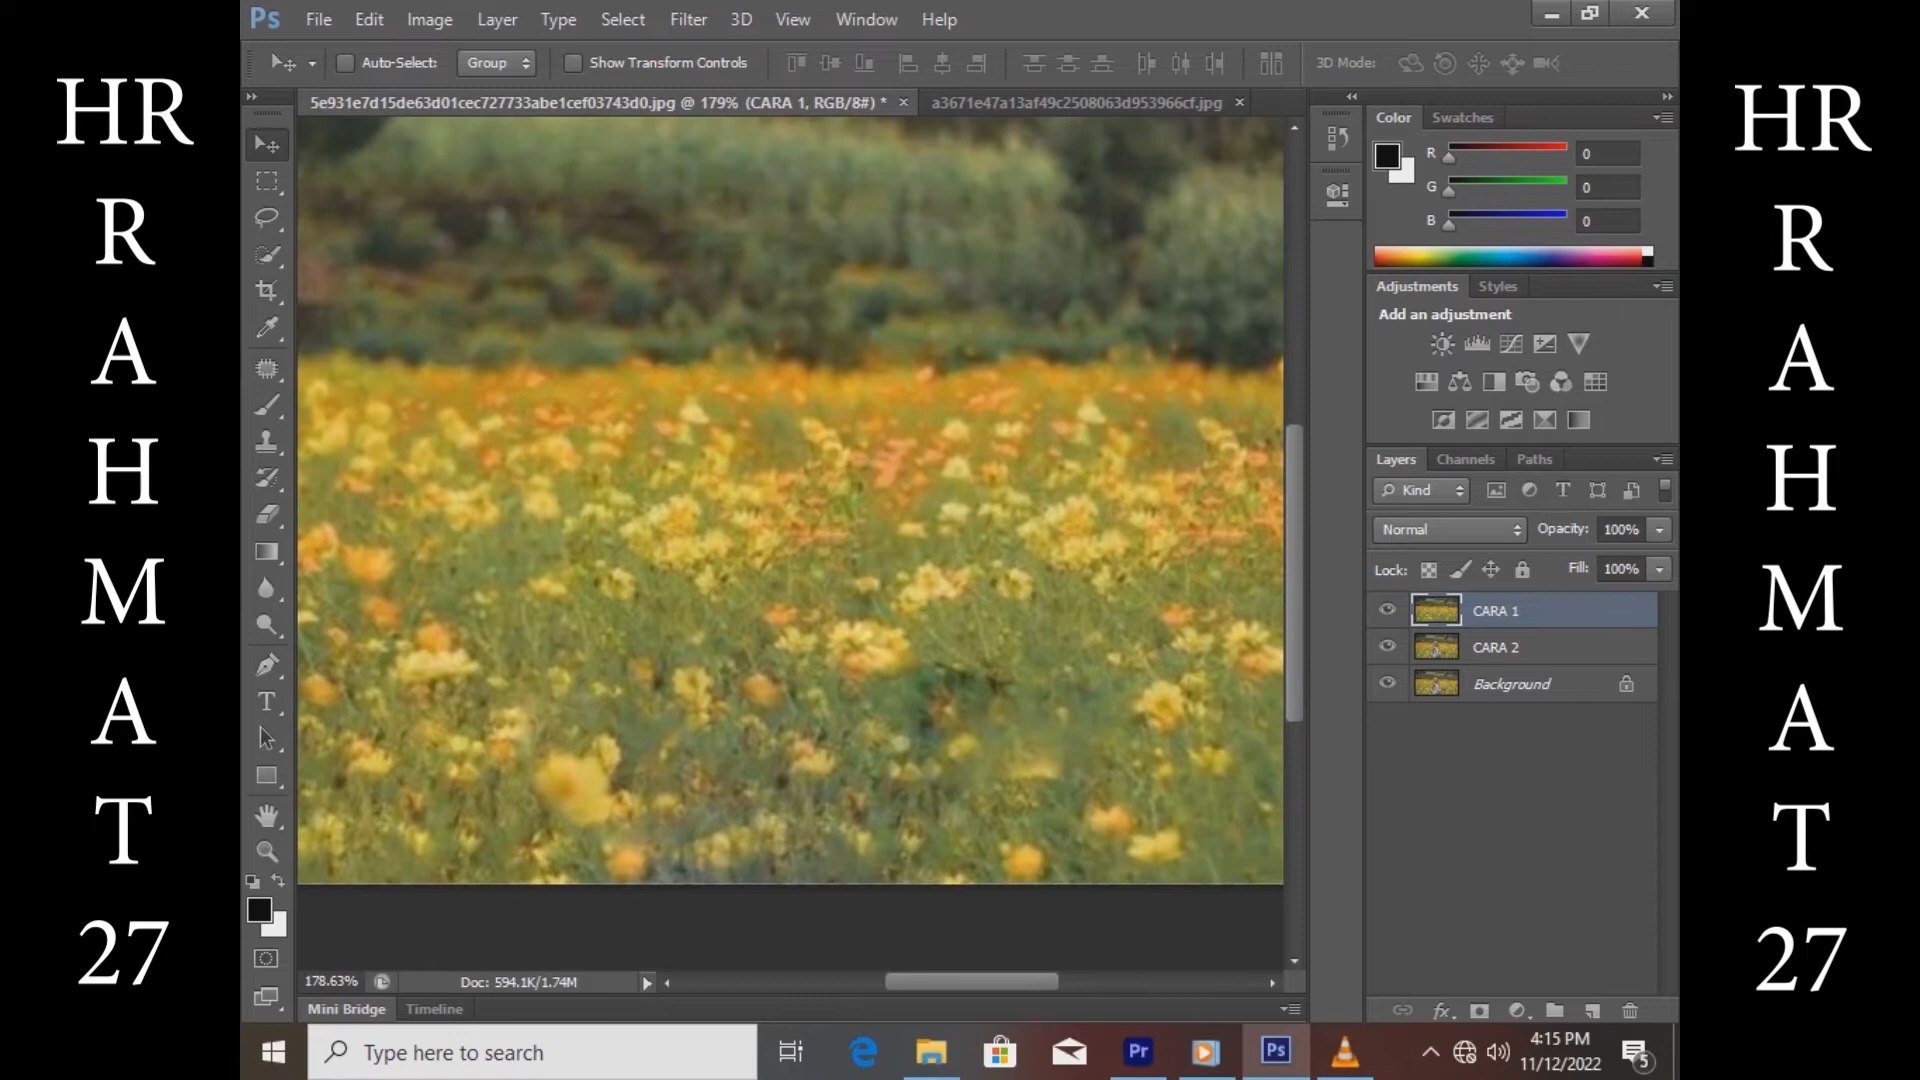 HR
R
A
H
M
A
T
27
Ps File Edit Image Layer Type Select Filter 3D View Window Help
Auto-Select: Group Show Transform Controls 3D Mode:
5e931e7d15de63d01cec727733abe1cef03743d0.jpg @ 179% (CARA 1, RGB/8#) * × a3671e47a13af49c2508063d953966cf.jpg ×
Color Swatches
R 0
G 0
B 0
Adjustments Styles
Add an adjustment
Layers Channels Paths
Kind
Normal Opacity: 100%
Lock: Fill: 100%
CARA 1
CARA 2
Background
178.63% Doc: 594.1K/1.74M
Mini Bridge Timeline
Type here to search
Pr
Ps
4:15 PM
11/12/2022
5
HR
R
A
H
M
A
T
27